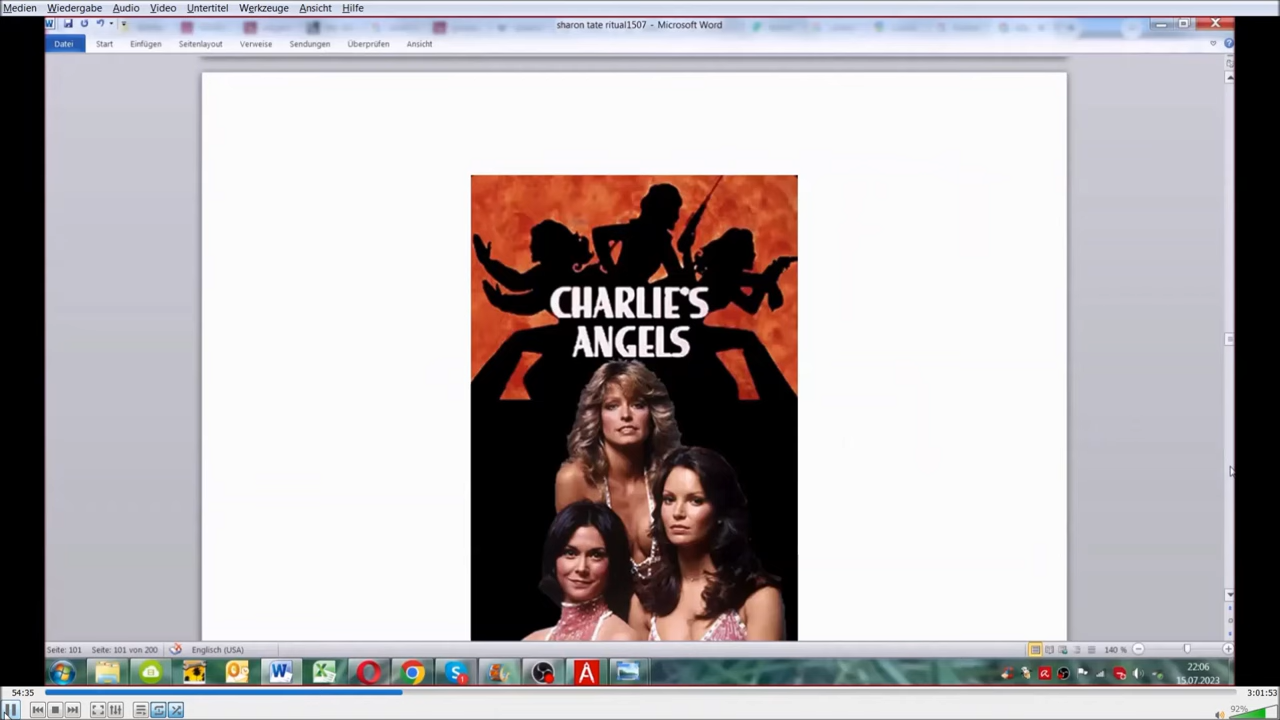 Medien Wiedergabe Audio Video Untertitel Werkzeuge Ansicht Hilfe
sharon tate ritual1507 - Microsoft Word
Datei Start Einfügen Seitenlayout Verweise Sendungen Überprüfen Ansicht
CHARLIE'S
ANGELS
Seite: 101 Seite: 101 von 200 Englisch (USA) 140 %
22:06
15.07.2023
54:35 3:01:53
92%